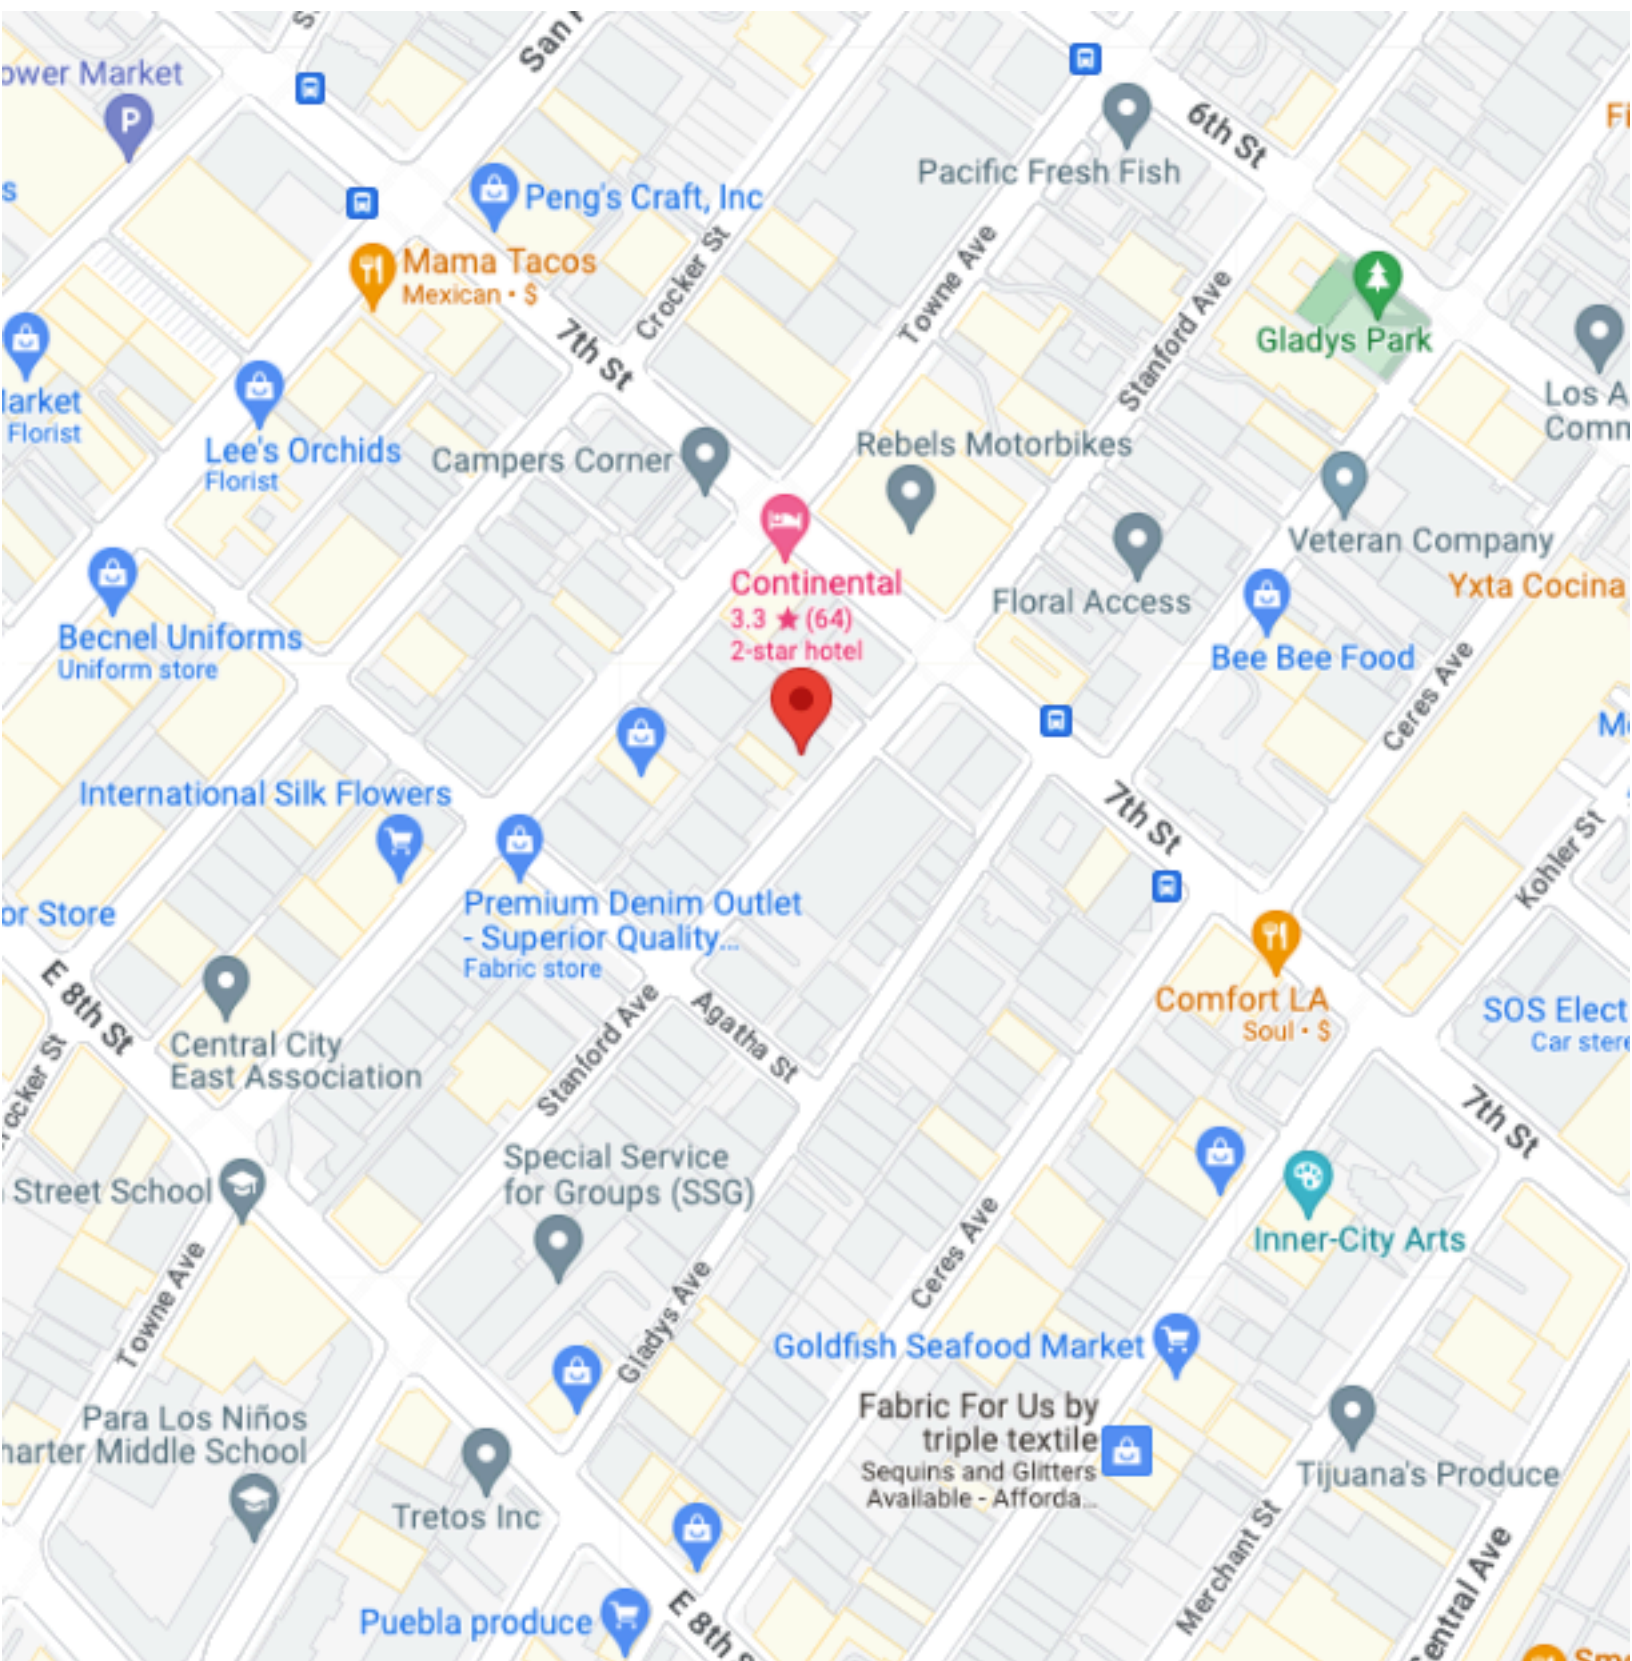 S
San
ower Market
P
6th St
Fi
Pacific Fresh Fish
s
Peng's Craft, Inc
Mama Tacos
Mexican • $
Crocker St
Towne Ave
Stanford Ave
7th St
Gladys Park
Los A
Comm
arket
Florist
Lee's Orchids
Florist
Campers Corner
Rebels Motorbikes
Veteran Company
Continental
3.3 ★ (64)
2-star hotel
Floral Access
Yxta Cocina
Becnel Uniforms
Uniform store
Bee Bee Food
Ceres Ave
Mo
International Silk Flowers
7th St
Kohler St
or Store
Premium Denim Outlet
- Superior Quality...
Fabric store
E 8th St
Central City
East Association
Stanford Ave
Agatha St
Comfort LA
Soul • $
SOS Elect
Car stere
rocker St
7th St
Street School
Special Service
for Groups (SSG)
Inner-City Arts
Towne Ave
Gladys Ave
Ceres Ave
Goldfish Seafood Market
Para Los Niños
harter Middle School
Fabric For Us by
triple textile
Sequins and Glitters
Available - Afforda...
Tijuana's Produce
Tretos Inc
Merchant St
entral Ave
Puebla produce
E 8th S
Smo